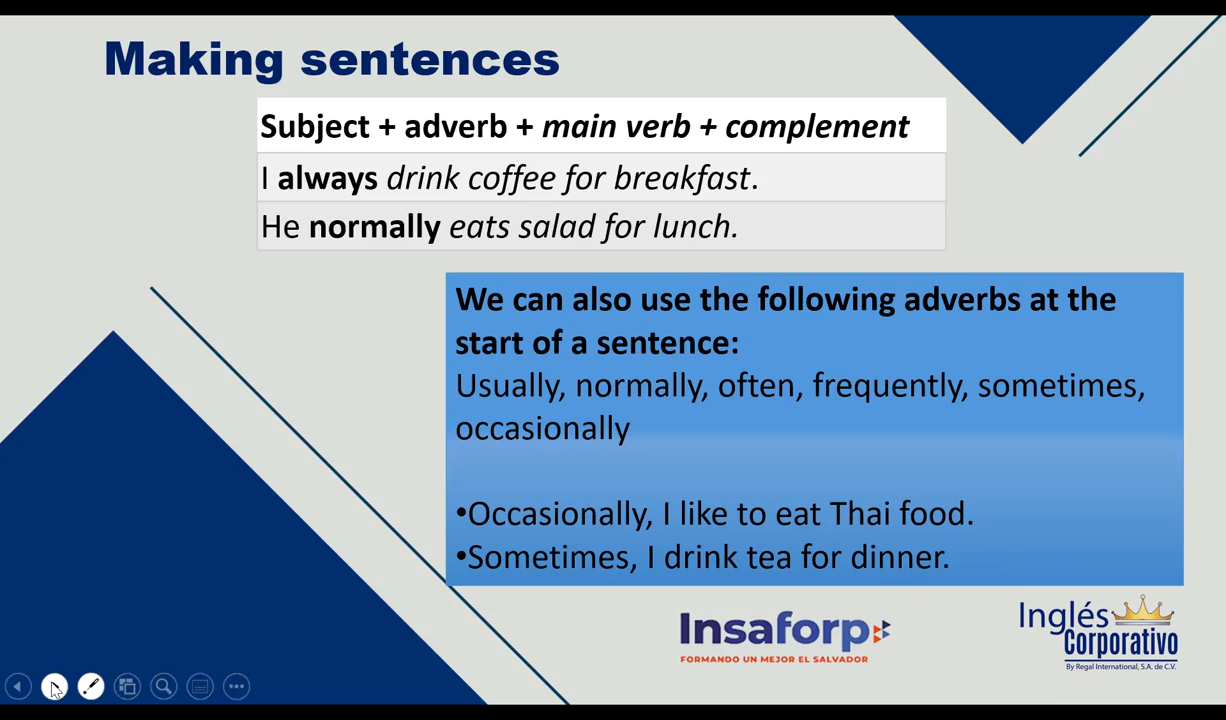 Making sentences
Subject + adverb + main verb + complement
I always drink coffee for breakfast.
He normally eats salad for lunch.
We can also use the following adverbs at the
start of a sentence:
Usually, normally, often, frequently, sometimes,
occasionally
•Occasionally, I like to eat Thai food.
•Sometimes, I drink tea for dinner.
Insaforp
FORMANDO UN MEJOR EL SALVADOR
Inglés
Corporativo
By Regal International, S.A. de C.V.